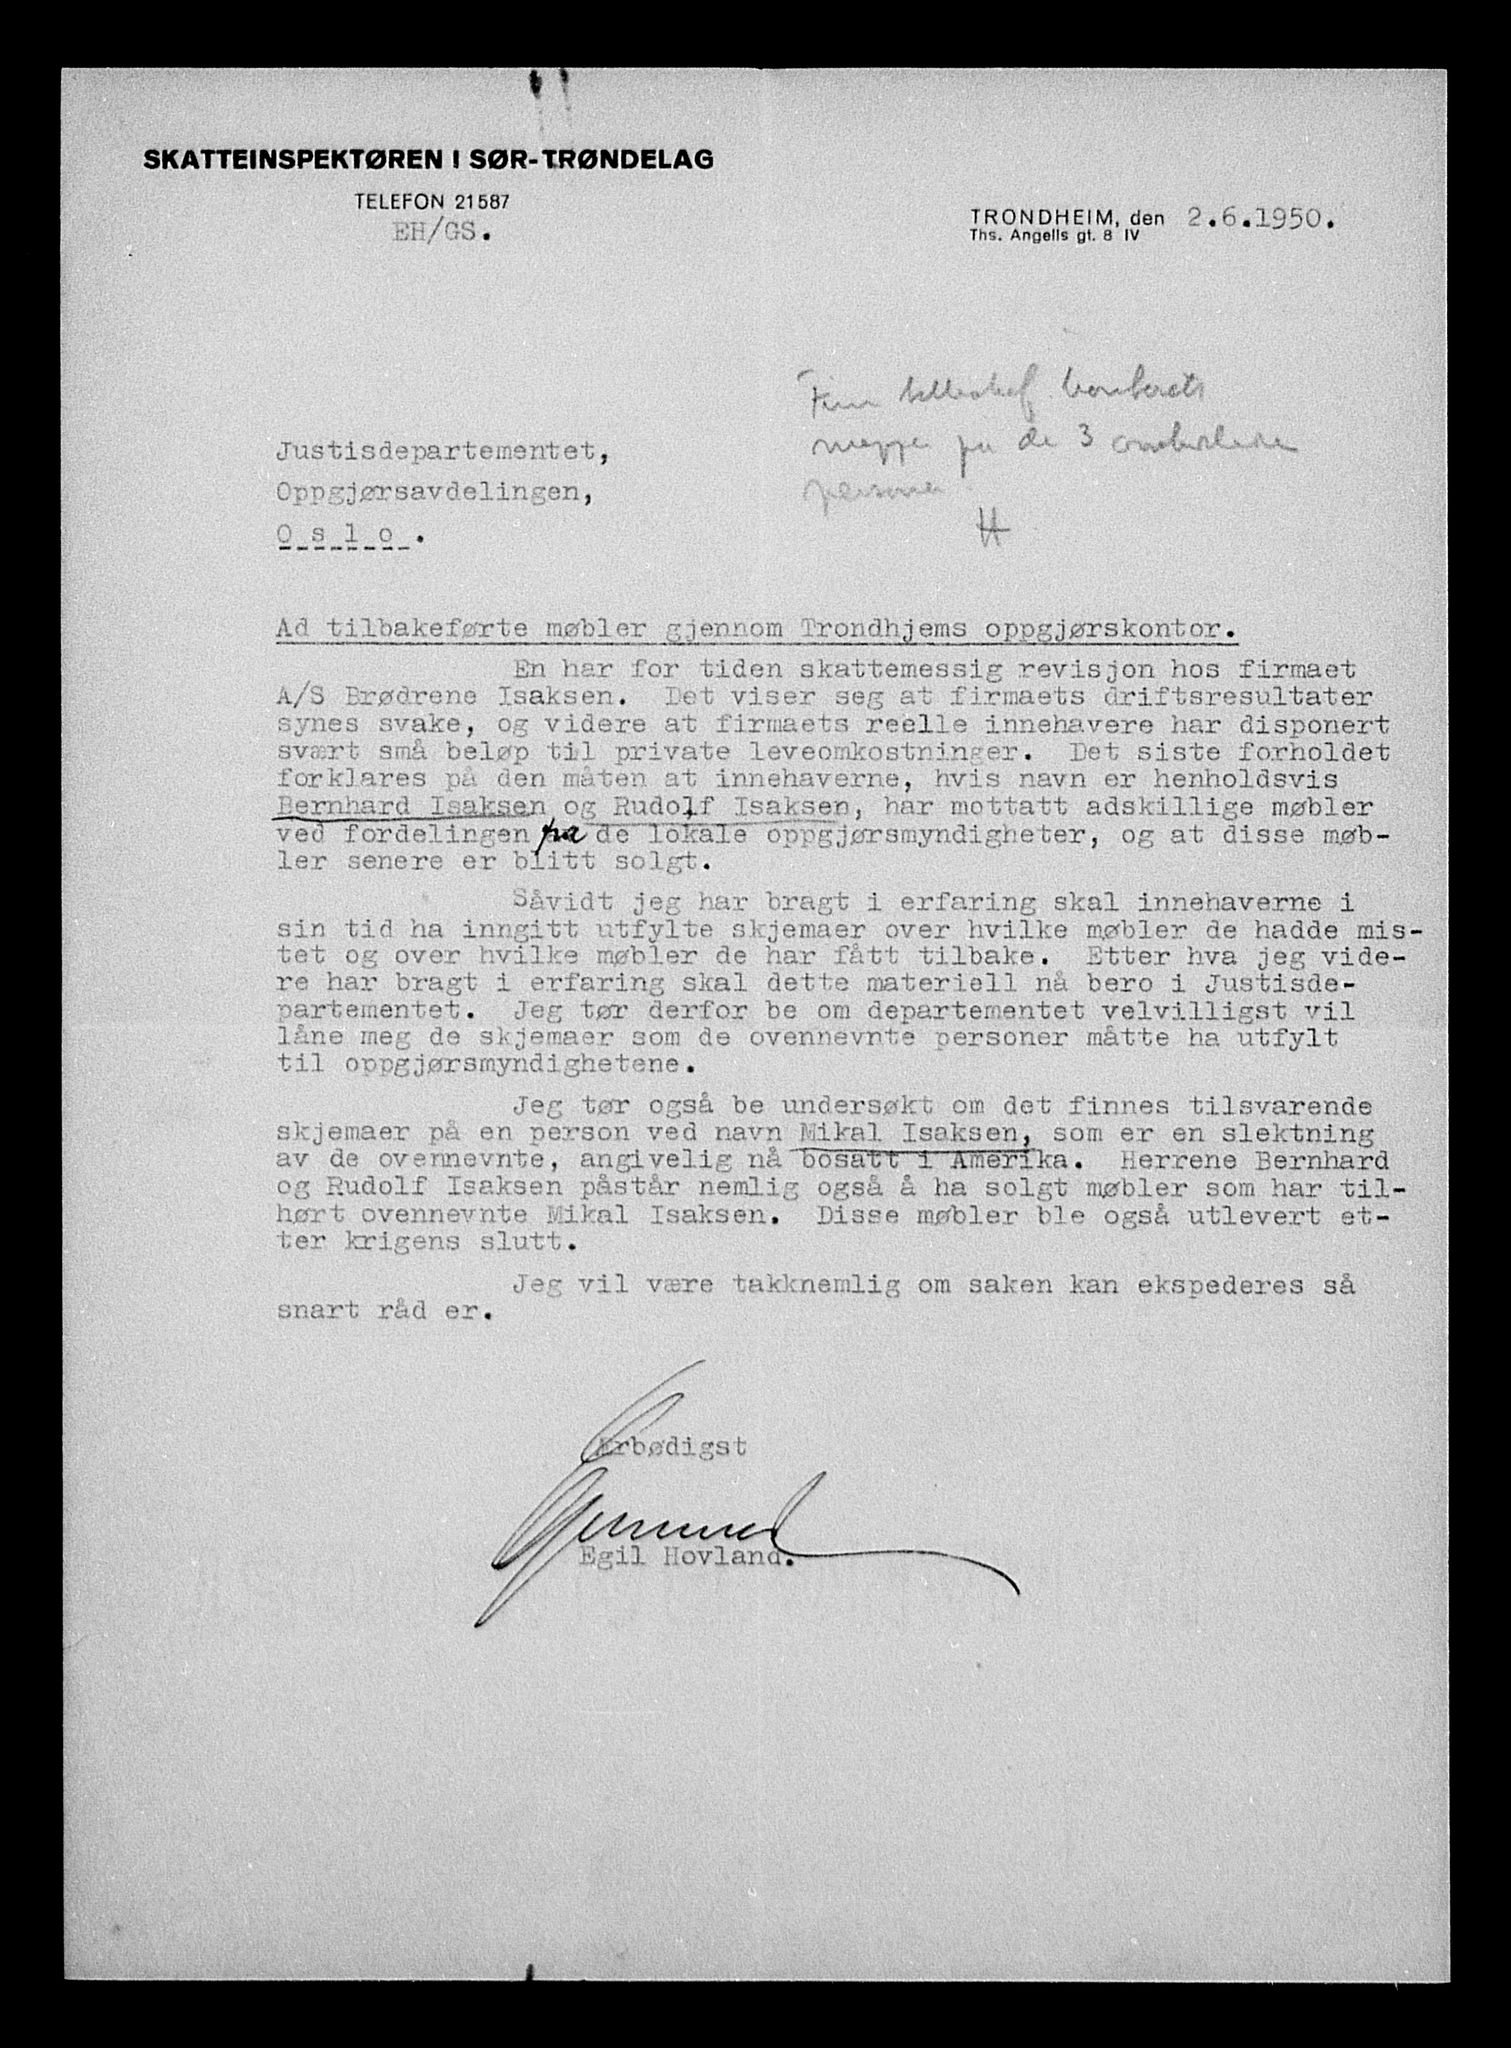 SKATTEINSPEKTØREN I SØR-TRØNDELAG
TELEFON 21587
EH/GS.
TRONDHEIM, den 2.6.1950.
Ths. Angells gt. 8 IV
mappe på de 3 omhandlede
personer
H
Justisdepartementet,
Oppgjørsavdelingen,
O s l o .
Ad tilbakeførte møbler gjennom Trondhjems oppgjørskontor.
En har for tiden skattemessig revisjon hos firmaet
A/S Brødrene Isaksen. Det viser seg at firmaets driftsresultater
synes svake, og videre at firmaets reelle innehavere har disponert
svært små beløp til private leveomkostninger. Det siste forholdet
forklares på den måten at innehaverne, hvis navn er henholdsvis
Bernhard Isaksen og Rudolf Isaksen, har mottatt adskillige møbler
ved fordelingen fra de lokale oppgjørsmyndigheter, og at disse møb-
ler senere er blitt solgt.
Såvidt jeg har bragt i erfaring skal innehaverne i
sin tid ha inngitt utfylte skjemaer over hvilke møbler de hadde mis-
tet og over hvilke møbler de har fått tilbake. Etter hva jeg vide-
re har bragt i erfaring skal dette materiell nå bero i Justisde-
partementet. Jeg tør derfor be om departementet velvilligst vil
låne meg de skjemaer som de ovennevnte personer måtte ha utfylt
til oppgjørsmyndighetene.
Jeg tør også be undersøkt om det finnes tilsvarende
skjemaer på en person ved navn Mikal Isaksen, som er en slektning
av de ovennevnte, angivelig nå bosatt i Amerika. Herrene Bernhard
og Rudolf Isaksen påstår nemlig også å ha solgt møbler som har til-
hørt ovennevnte Mikal Isaksen. Disse møbler ble også utlevert et-
ter krigens slutt.
Jeg vil være takknemlig om saken kan ekspederes så
snart råd er.
Ærbødigst
Egil Hovland.